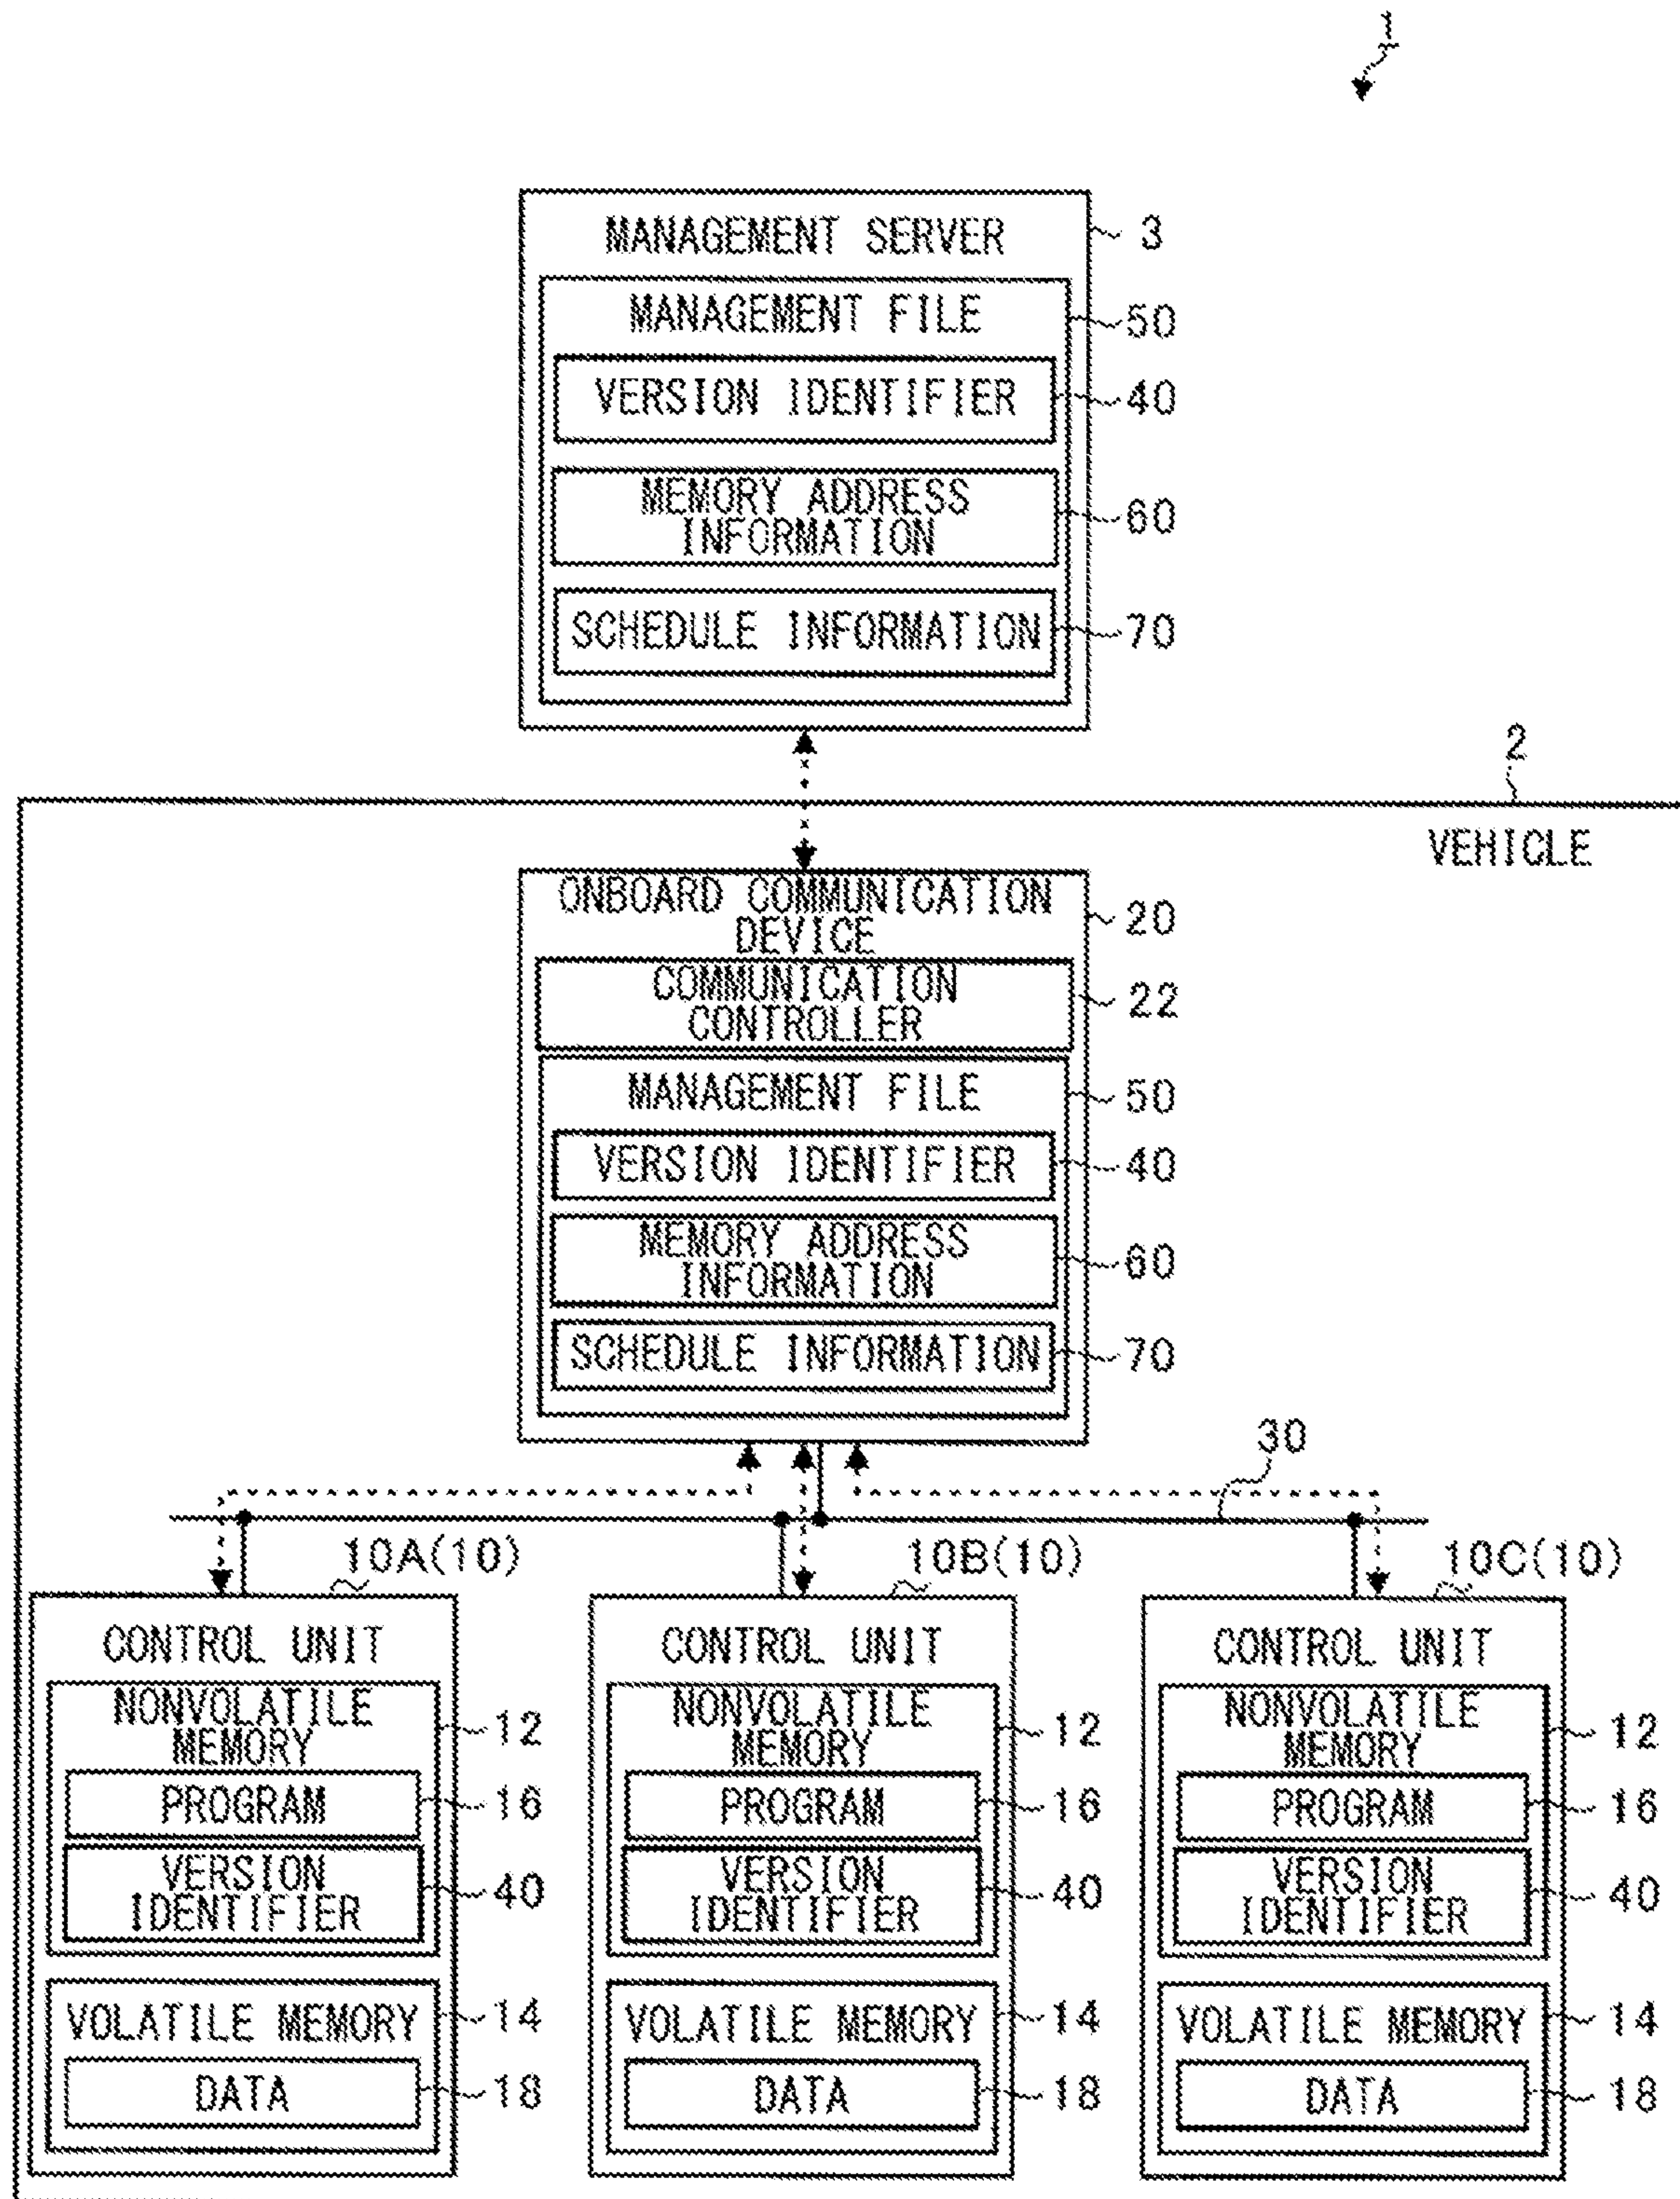 1
MANAGEMENT SERVER
3
MANAGEMENT FILE
50
VERSION IDENTIFIER
40
MEMORY ADDRESS
INFORMATION
60
SCHEDULE INFORMATION
70
2
VEHICLE
ONBOARD COMMUNICATION
DEVICE
20
COMMUNICATION
CONTROLLER
22
MANAGEMENT FILE
50
VERSION IDENTIFIER
40
MEMORY ADDRESS
INFORMATION
60
SCHEDULE INFORMATION
70
30
10A(10)
CONTROL UNIT
NONVOLATILE
MEMORY
12
PROGRAM
16
VERSION
IDENTIFIER
40
VOLATILE MEMORY
14
DATA
18
10B(10)
CONTROL UNIT
NONVOLATILE
MEMORY
12
PROGRAM
16
VERSION
IDENTIFIER
40
VOLATILE MEMORY
14
DATA
18
10C(10)
CONTROL UNIT
NONVOLATILE
MEMORY
12
PROGRAM
16
VERSION
IDENTIFIER
40
VOLATILE MEMORY
14
DATA
18